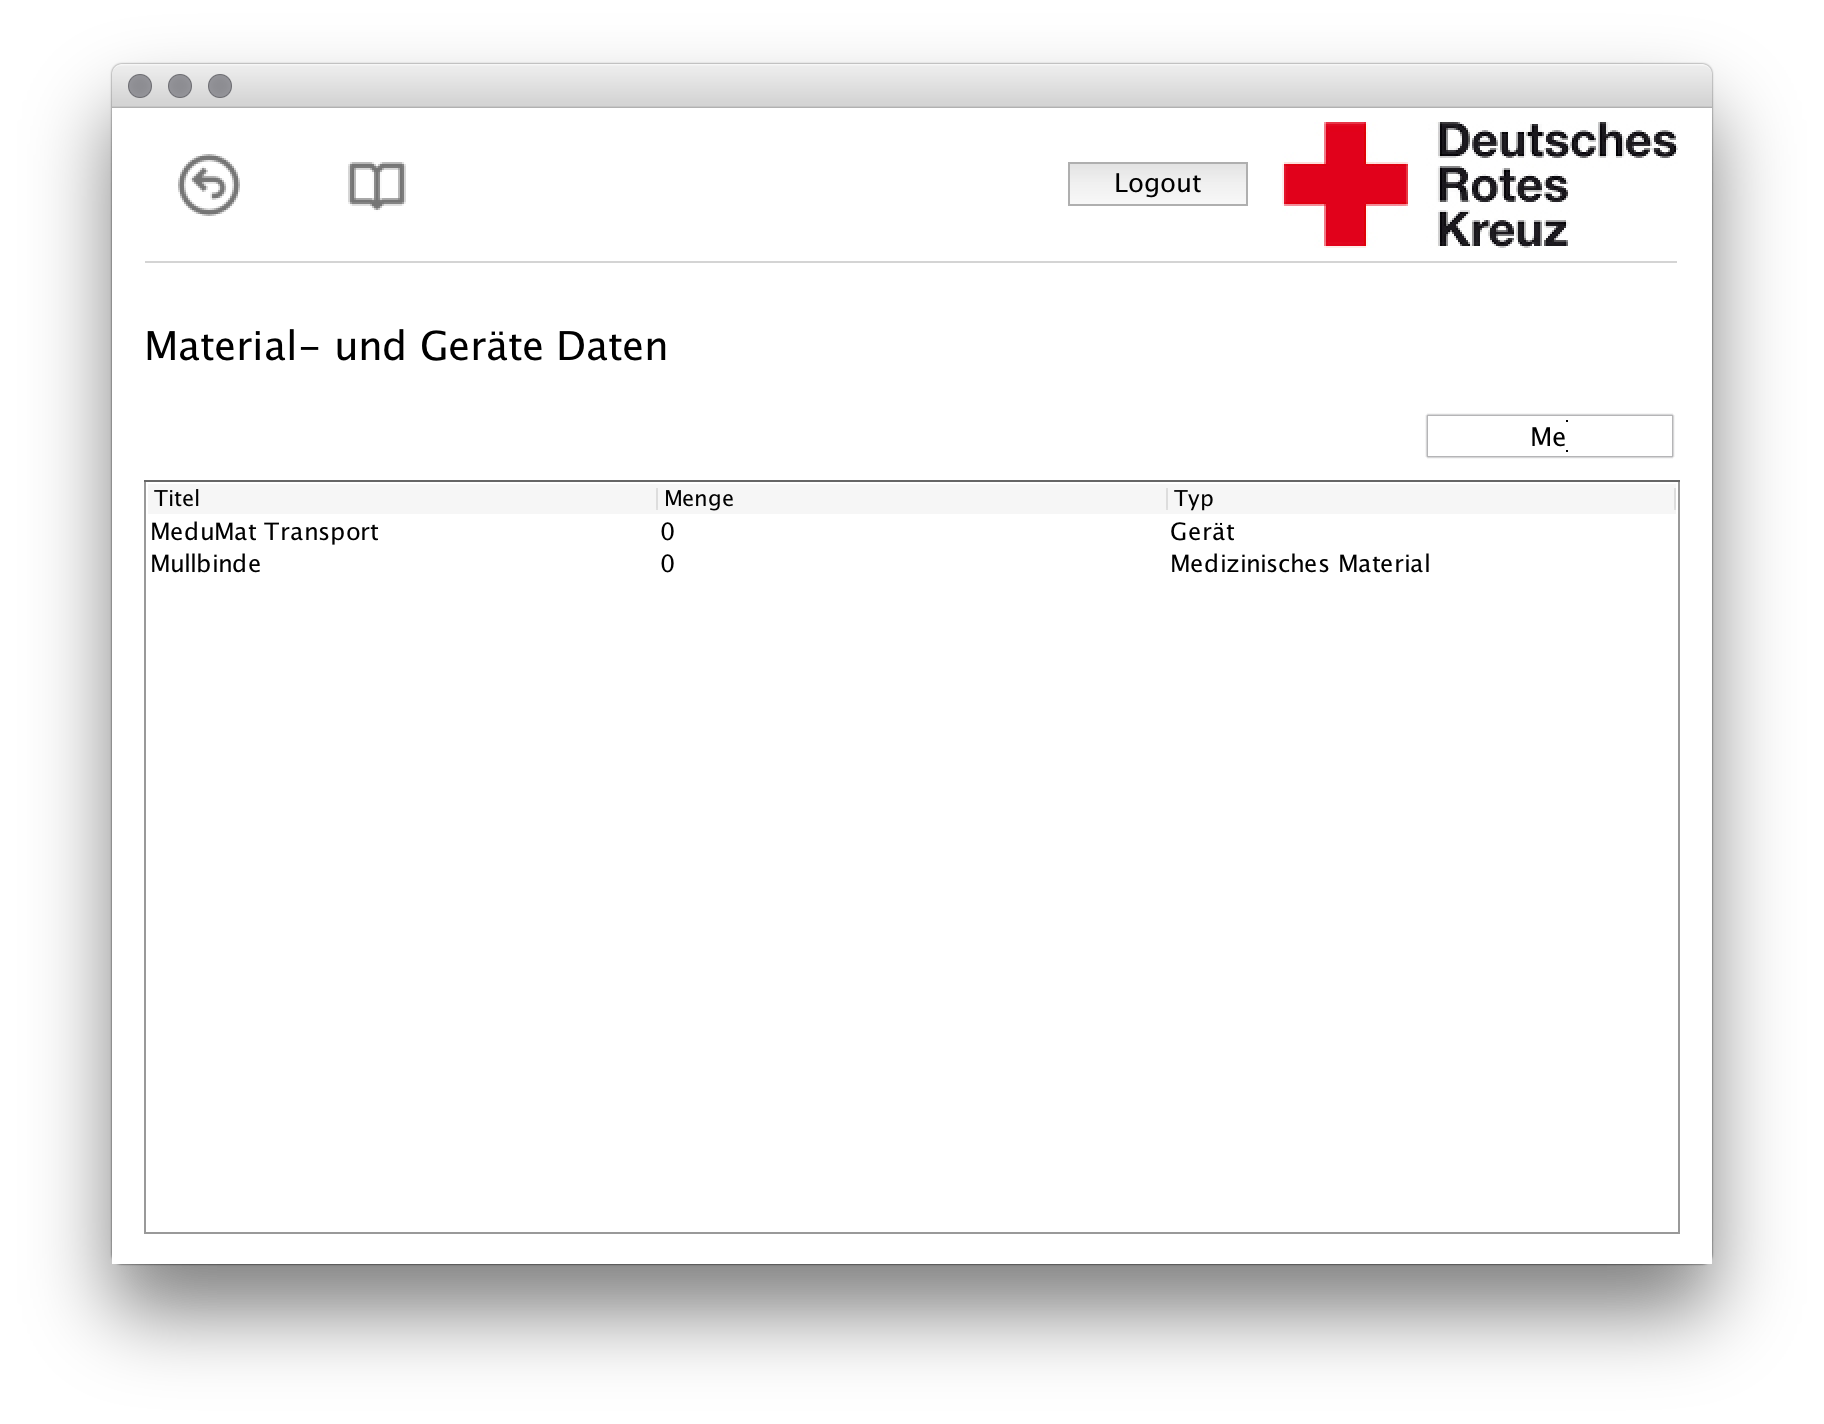 Logout
Deutsches
Rotes
Kreuz
Material- und Geräte Daten
Me
Titel Menge Typ
MeduMat Transport 0 Gerät
Mullbinde 0 Medizinisches Material